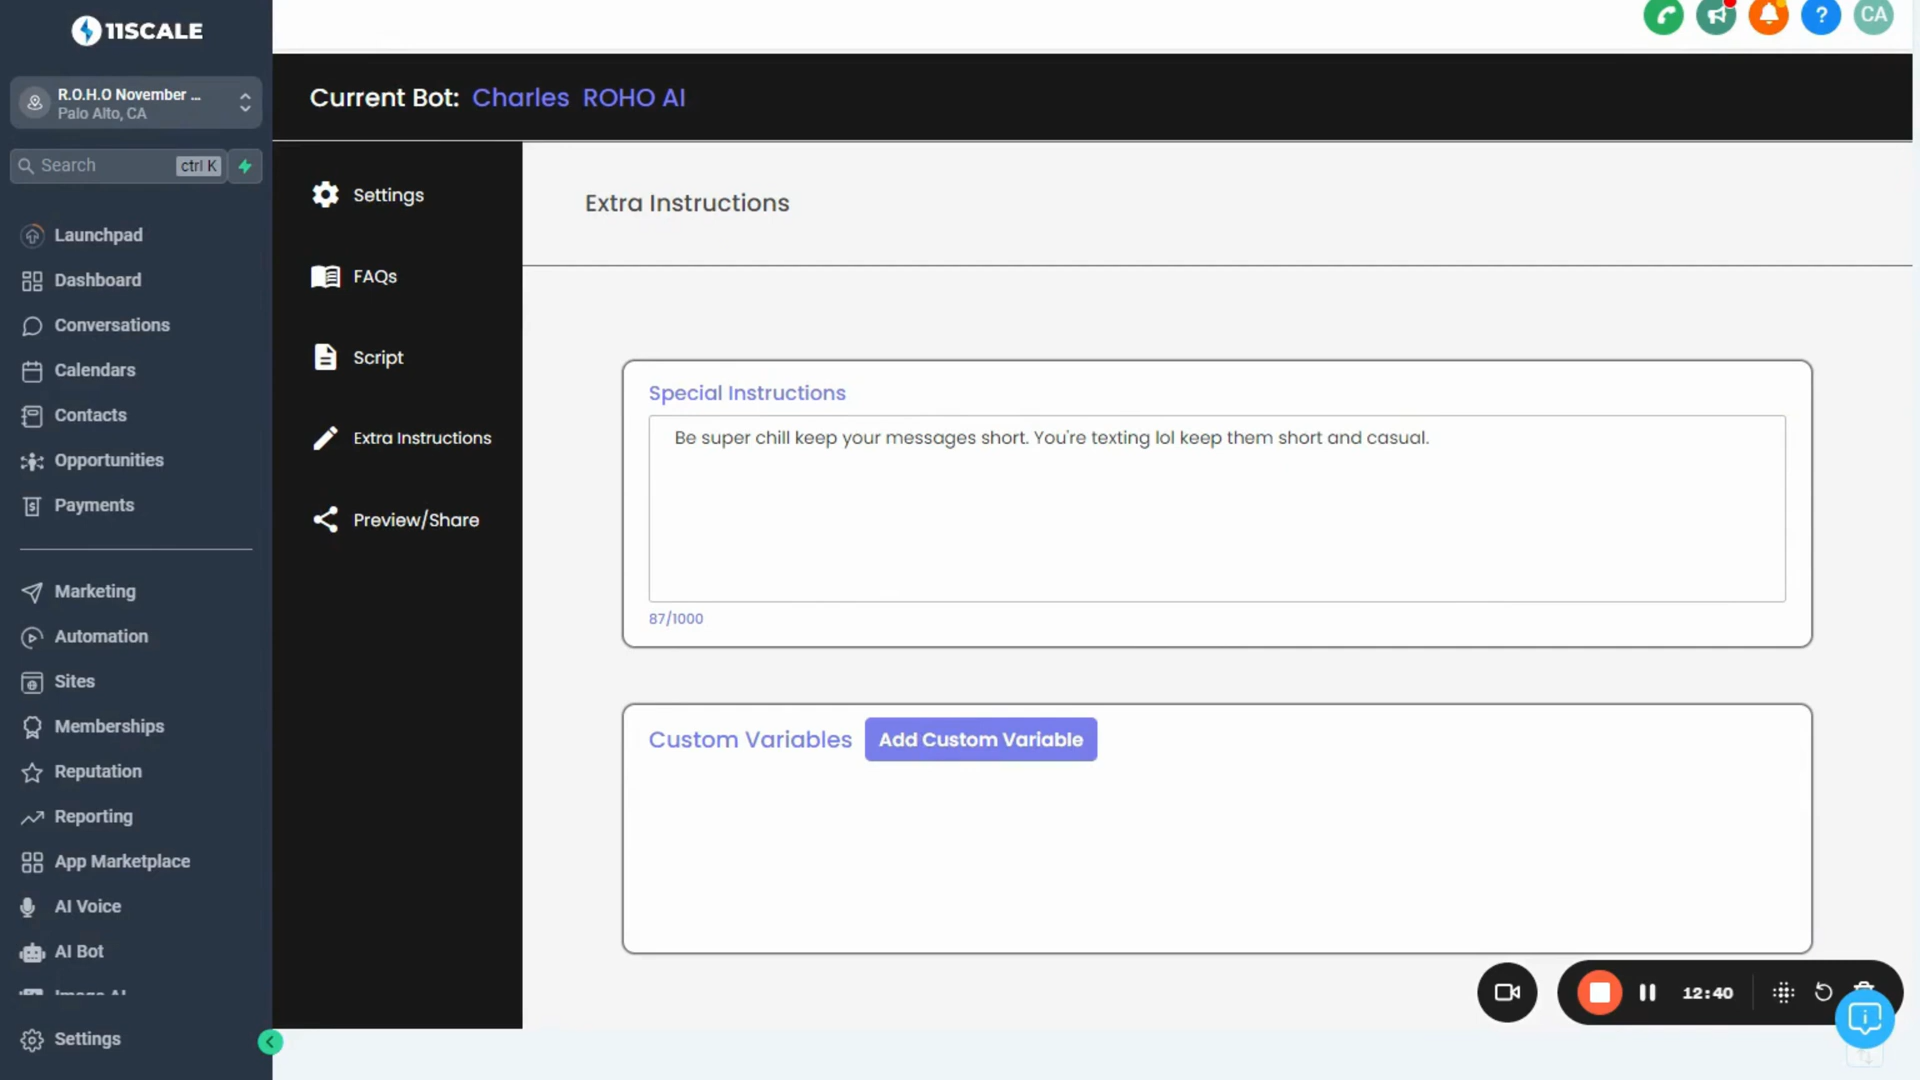 11SCALE
CA
?
R.O.H.O November ...
Palo Alto, CA
Search
ctrl K
Launchpad
Dashboard
Conversations
Calendars
Contacts
Opportunities
Payments
Marketing
Automation
Sites
Memberships
Reputation
Reporting
App Marketplace
AI Voice
AI Bot
Image AI
Settings
Current Bot: Charles ROHO AI
Settings
FAQs
Script
Extra Instructions
Preview/Share
Extra Instructions
Special Instructions
Be super chill keep your messages short. You're texting lol keep them short and casual.
87/1000
Custom Variables
Add Custom Variable
12:40